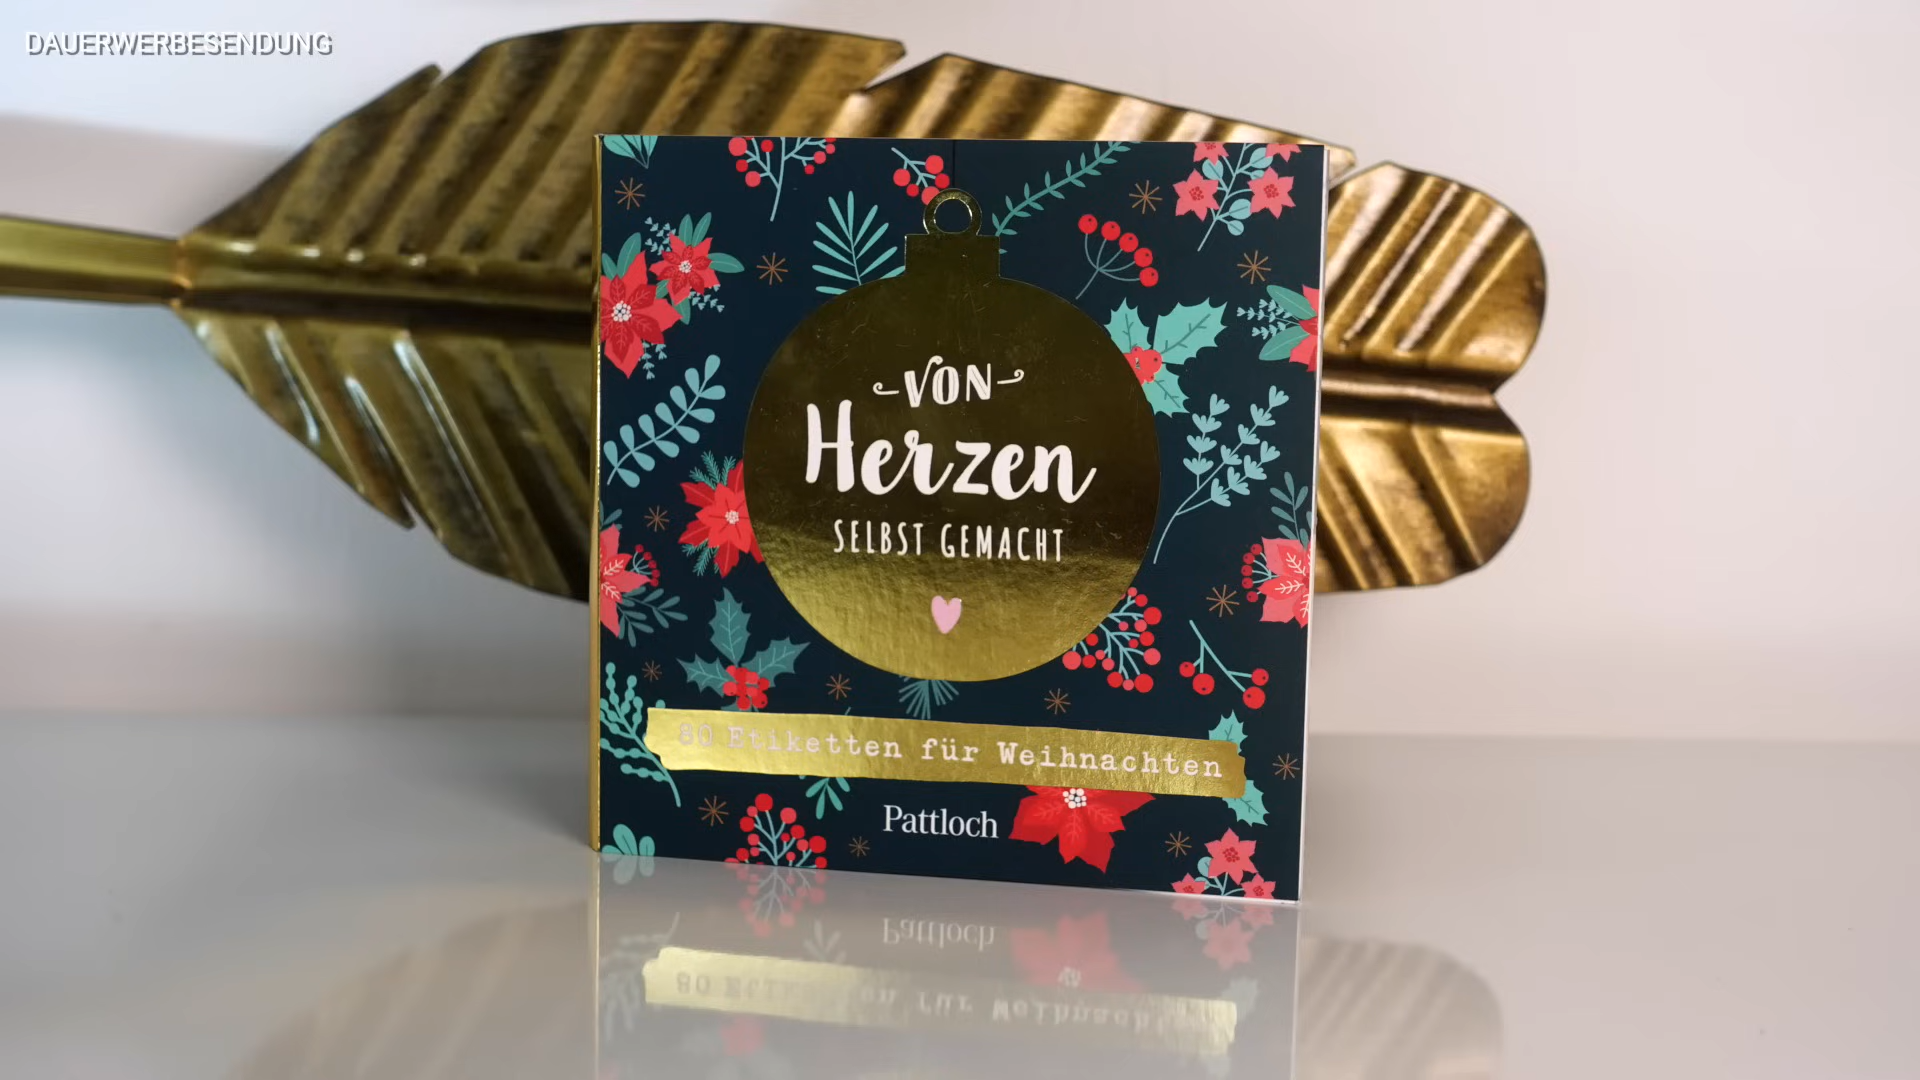 DAUERWERBESENDUNG
VON
Herzen
SELBST GEMACHT
80 Etiketten für Weihnachten
Pattloch